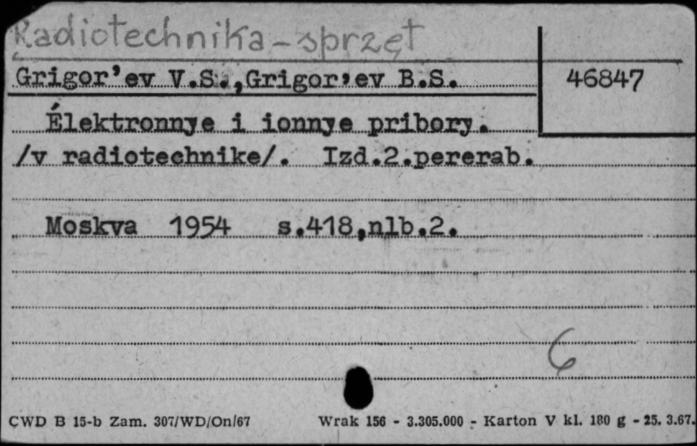 Radiotechnika - sprzęt
Grigor'ev V.S., Grigor'ev B.S.
46847
Élektronnye i ionnye pribory.
/v radiotechnike/. Izd.2.pererab.
Moskva 1954 s.418,nlb.2.
6
CWD B 15-b Zam. 307/WD/On/67 Wrak 156 - 3.305.000 - Karton V kl. 180 g - 25. 3.67.